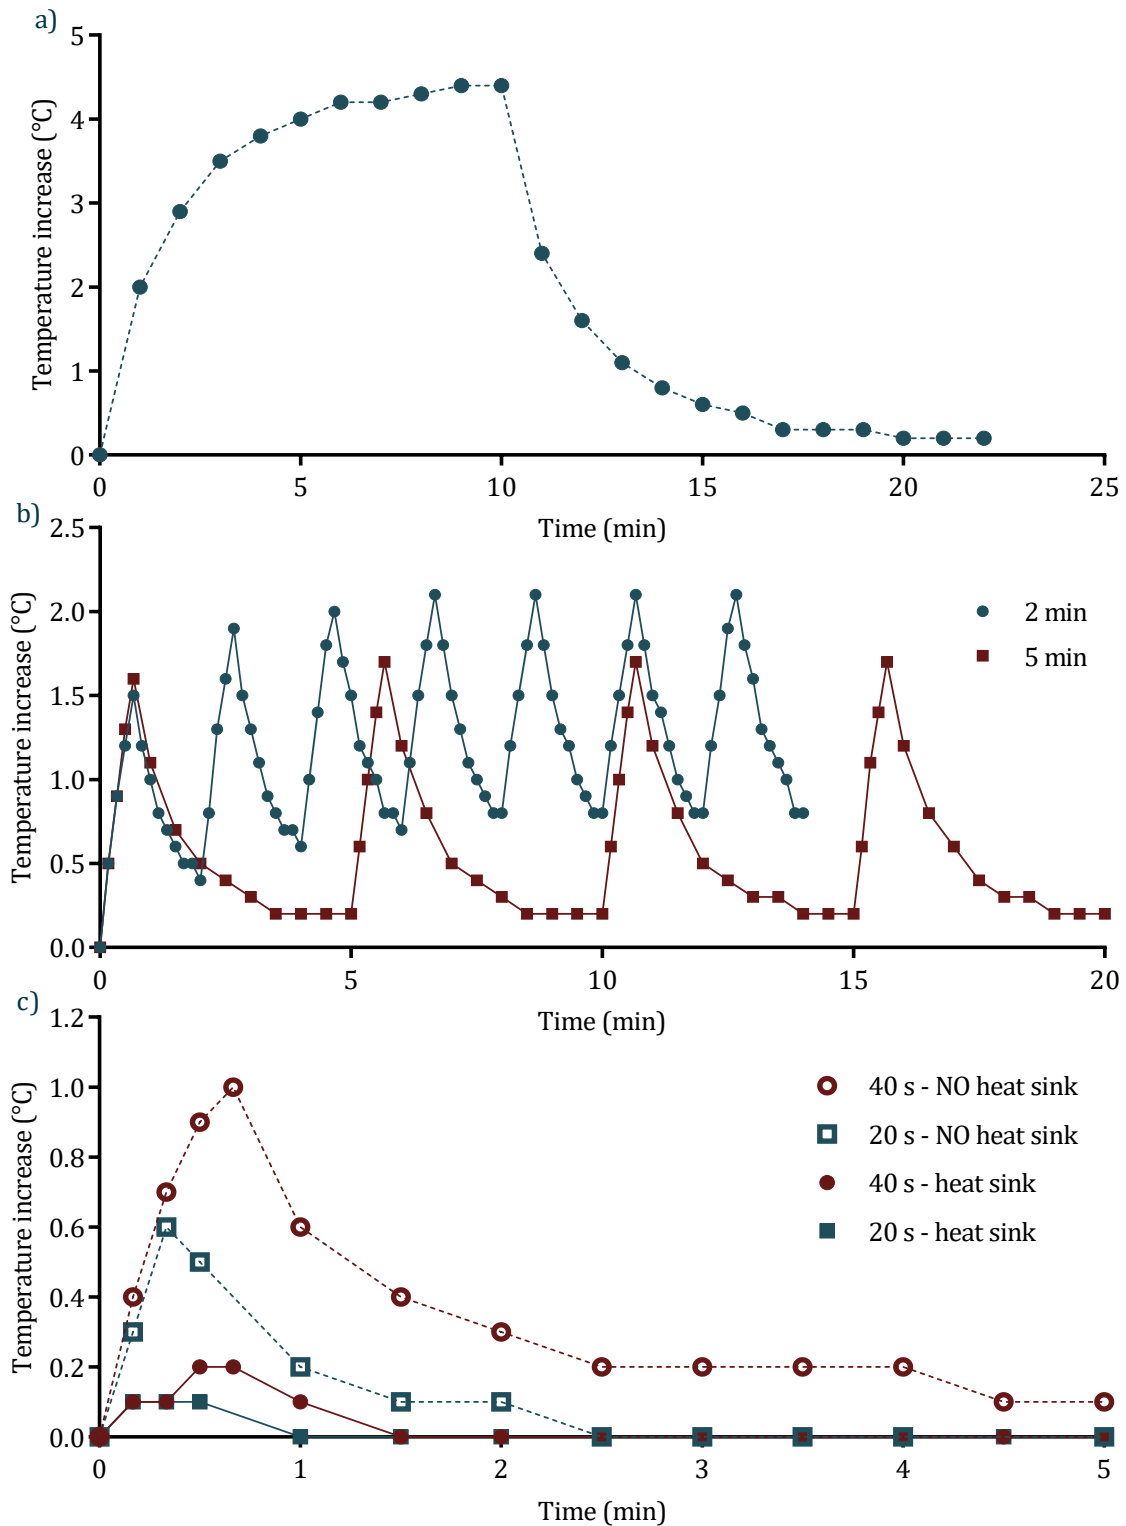 a)
Temperature increase (°C)
5
4
3
2
1
0
0 5 10 15 20 25
Time (min)
b)
Temperature increase (°C)
2.5
2.0
1.5
1.0
0.5
0.0
2 min
5 min
0 5 10 15 20
Time (min)
c)
Temperature increase (°C)
1.2
1.0
0.8
0.6
0.4
0.2
0.0
40 s - NO heat sink
20 s - NO heat sink
40 s - heat sink
20 s - heat sink
0 1 2 3 4 5
Time (min)